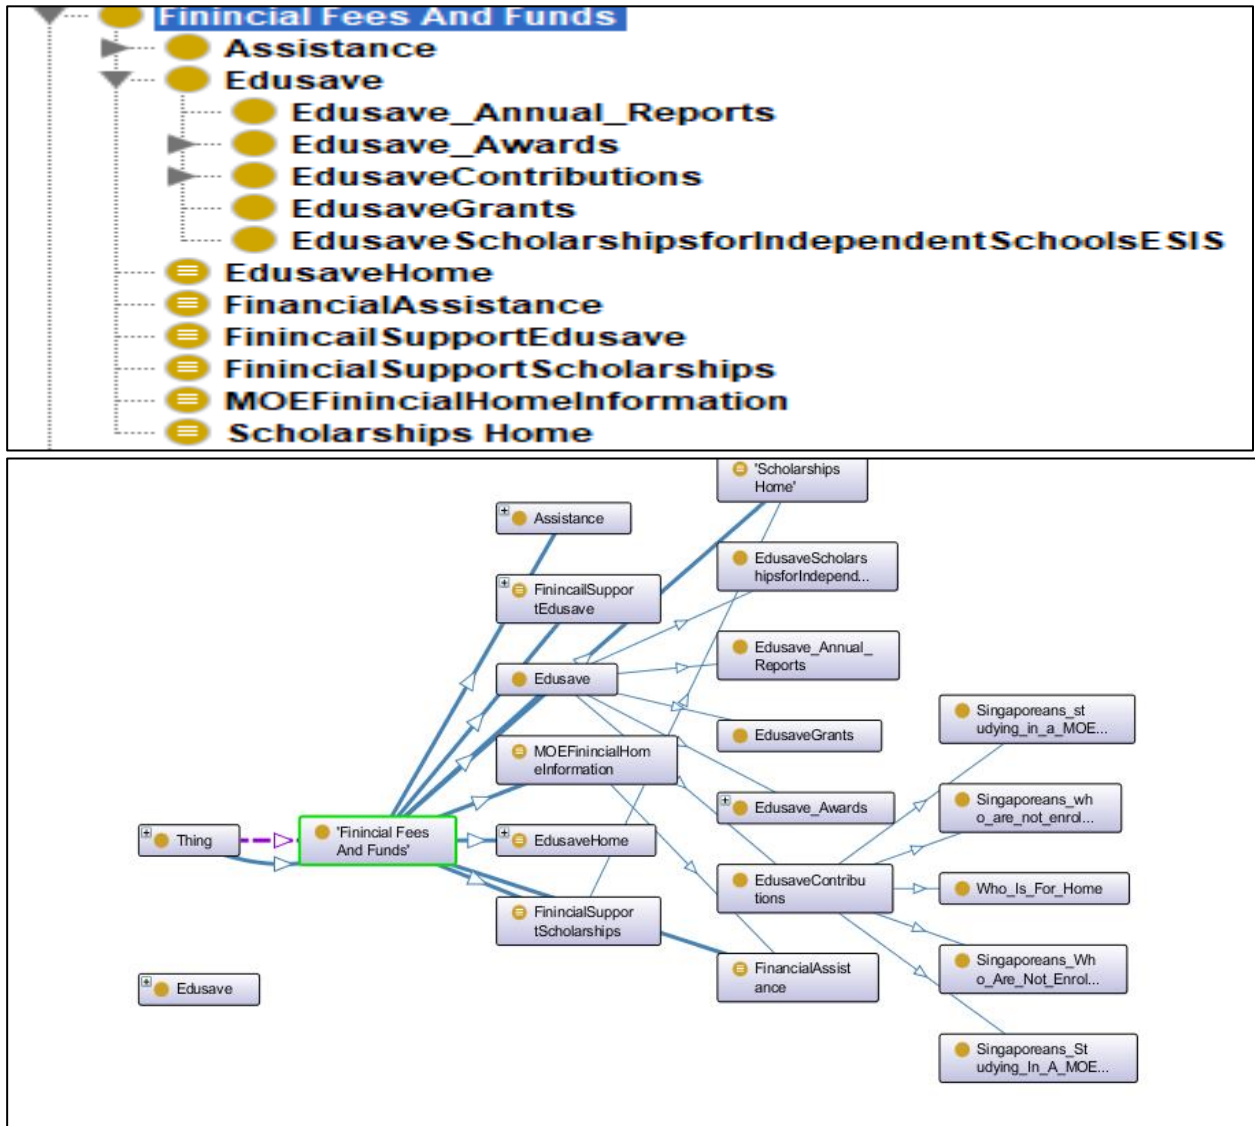 Finincial Fees And Funds
Assistance
Edusave
Edusave_Annual_Reports
Edusave_Awards
EdusaveContributions
EdusaveGrants
EdusaveScholarshipsforIndependentSchoolsESIS
EdusaveHome
FinancialAssistance
FinincailSupportEdusave
FinincialSupportScholarships
MOEFinincialHomeInformation
Scholarships Home
'Scholarships
Home'
Assistance
EdusaveScholars
hipsforIndepend...
FinincailSuppor
tEdusave
Edusave_Annual_
Reports
Edusave
Singaporeans_st
udying_in_a_MOE...
EdusaveGrants
MOEFinincialHom
eInformation
Singaporeans_wh
o_are_not_enrol...
Edusave_Awards
Thing
'Finincial Fees
And Funds'
EdusaveHome
EdusaveContribu
tions
Who_Is_For_Home
FinincialSuppor
tScholarships
Singaporeans_Wh
o_Are_Not_Enrol...
FinancialAssist
ance
Edusave
Singaporeans_St
udying_In_A_MOE...